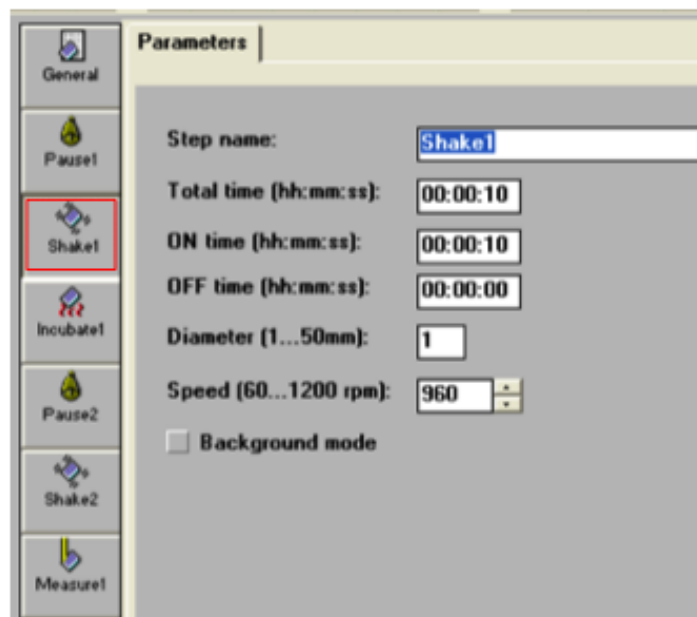 General
Pause1
Shake1
Incubate1
Pause2
Shake2
Measure1
Parameters
Step name: Shake1
Total time (hh:mm:ss): 00:00:10
ON time (hh:mm:ss): 00:00:10
OFF time (hh:mm:ss): 00:00:00
Diameter (1...50mm): 1
Speed (60...1200 rpm): 960
Background mode